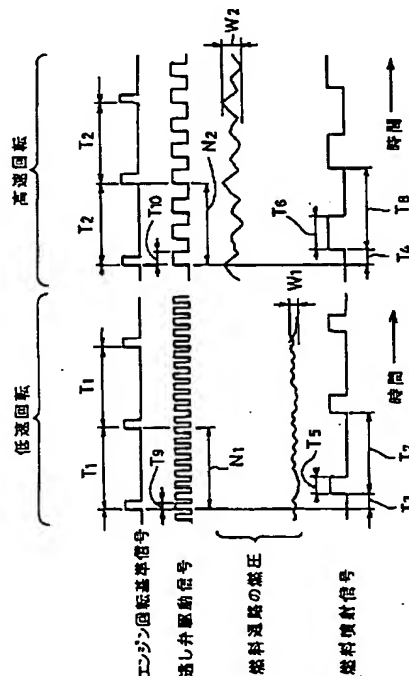 低速回転
高速回転
T1 T1
T2 T2
エンジン回転基準信号
T9
T10
逃し弁駆動信号
N1
N2
燃料通路の燃圧
W1
W2
燃料噴射信号
T5
T6
T3
T7
T4
T8
時間
時間